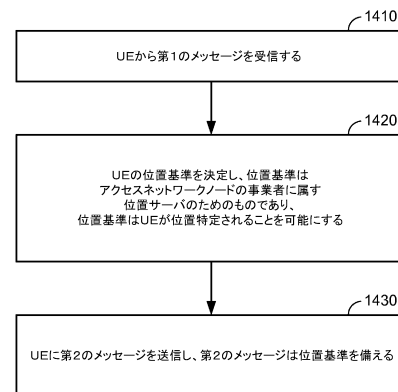 1410
UEから第1のメッセージを受信する
1420
UEの位置基準を決定し、位置基準は
アクセスネットワークノードの事業者に属す
位置サーバのためのものであり、
位置基準はUEが位置特定されることを可能にする
1430
UEに第2のメッセージを送信し、第2のメッセージは位置基準を備える